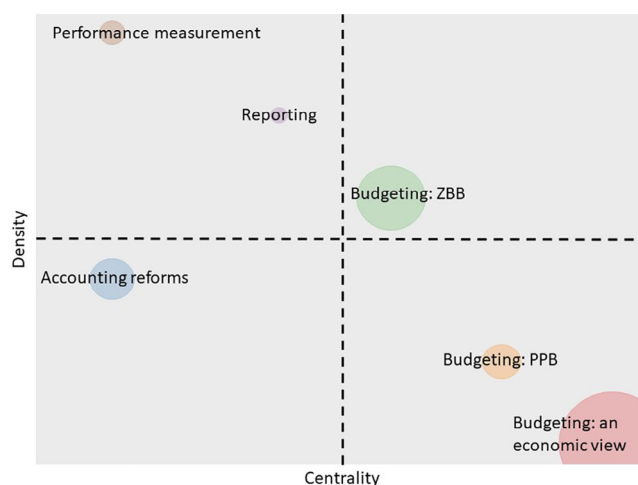 Performance measurement
Reporting
Budgeting: ZBB
Density
Accounting reforms
Budgeting: PPB
Budgeting: an
economic view
Centrality